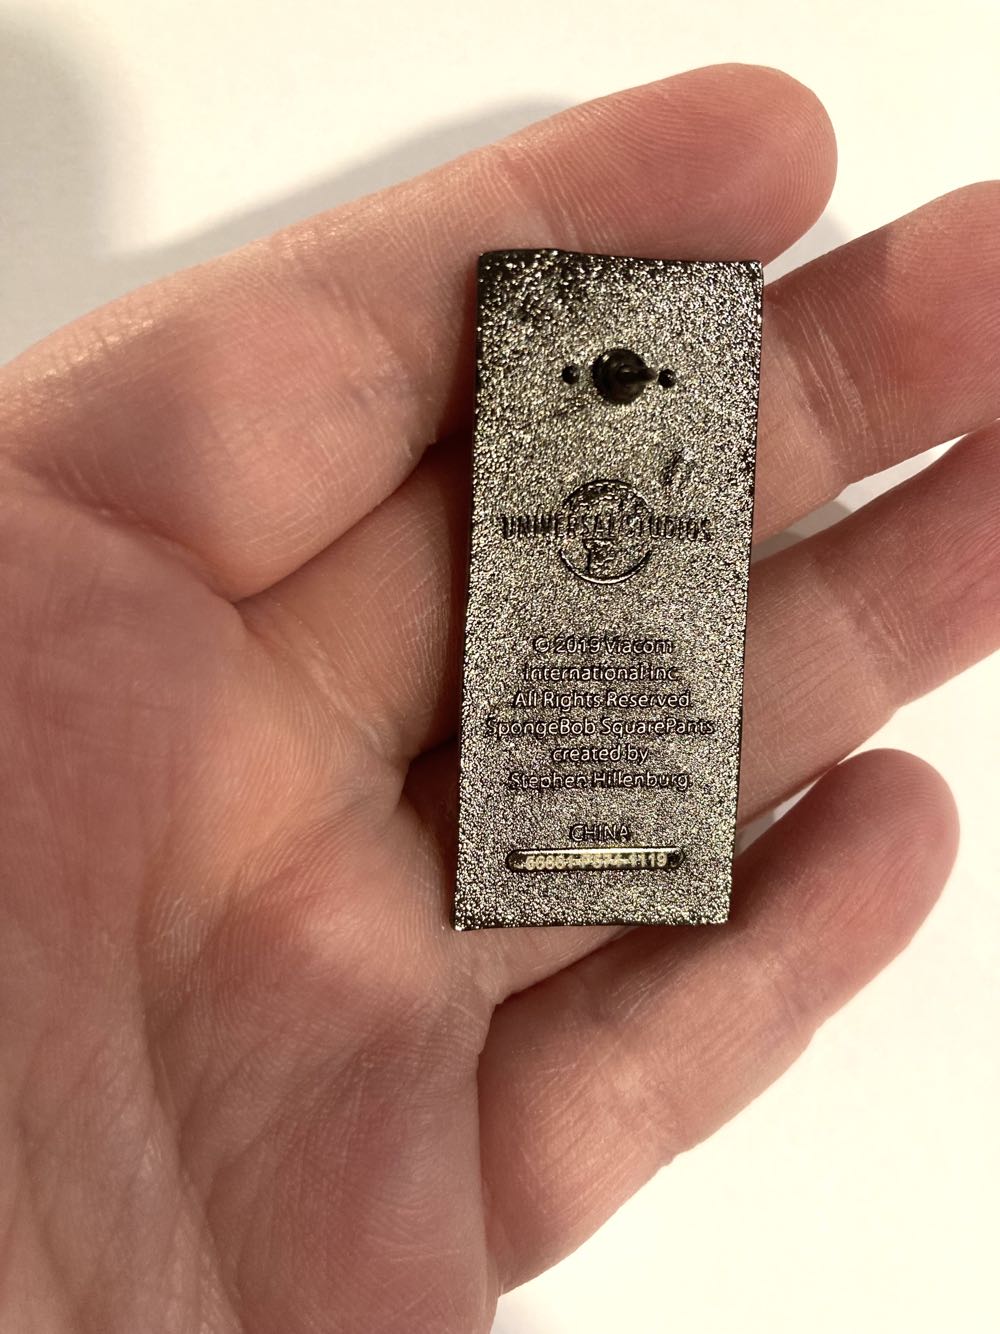 UNIVERSAL STUDIOS
© 2019 Viacom
International Inc.
All Rights Reserved
SpongeBob SquarePants
created by
Stephen Hillenburg
CHINA